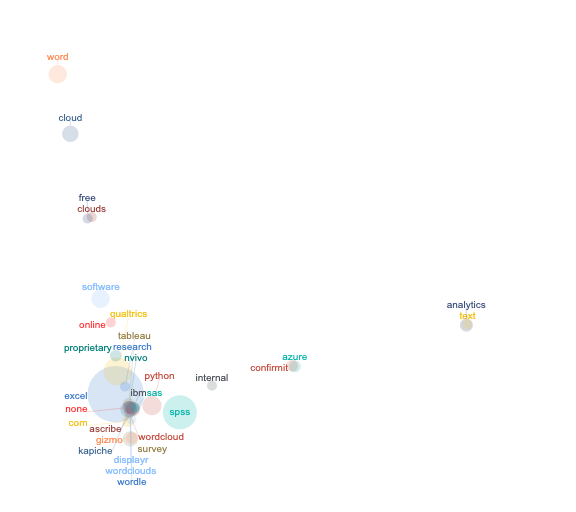 word
cloud
free
clouds
software
qualtrics
online
tableau
proprietary
research
nvivo
analytics
text
azure
confirmit
python
internal
excel
ibm
sas
none
spss
com
ascribe
gizmo
wordcloud
kapiche
survey
displayr
wordclouds
wordle